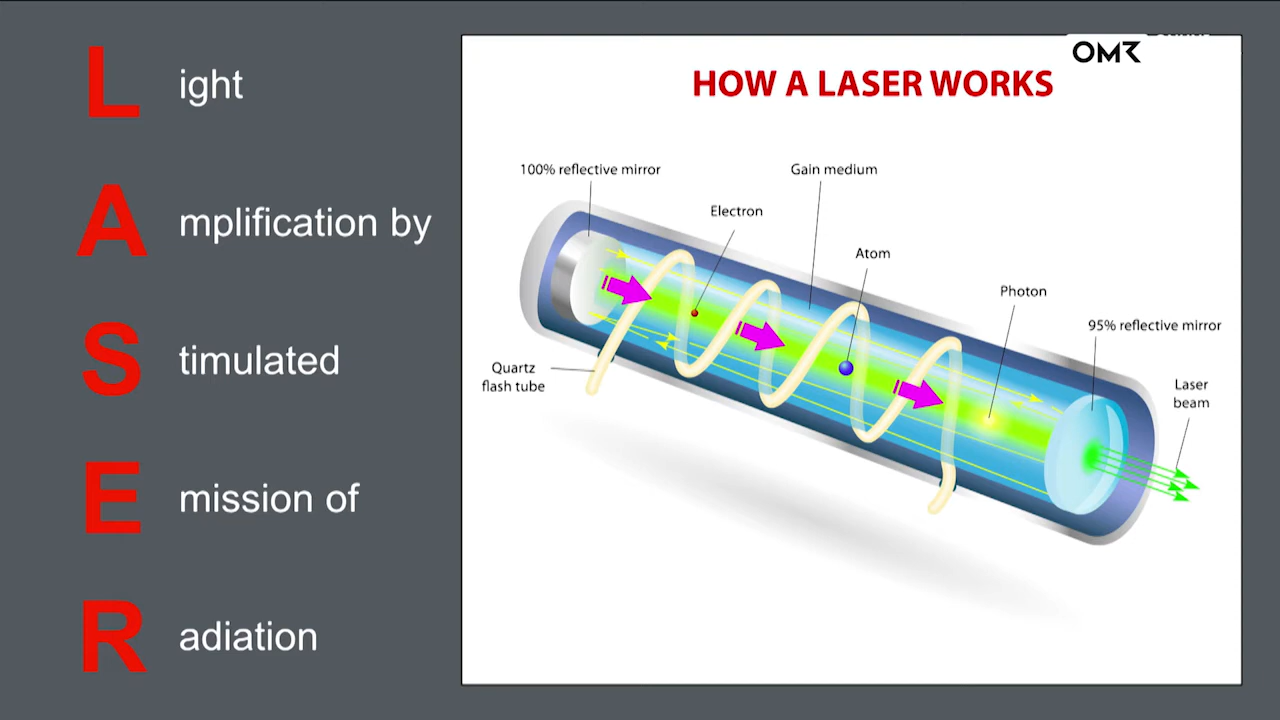 L ight
A mplification by
S timulated
E mission of
R adiation
OMR
HOW A LASER WORKS
100% reflective mirror
Gain medium
Electron
Atom
Photon
95% reflective mirror
Quartz
flash tube
Laser
beam